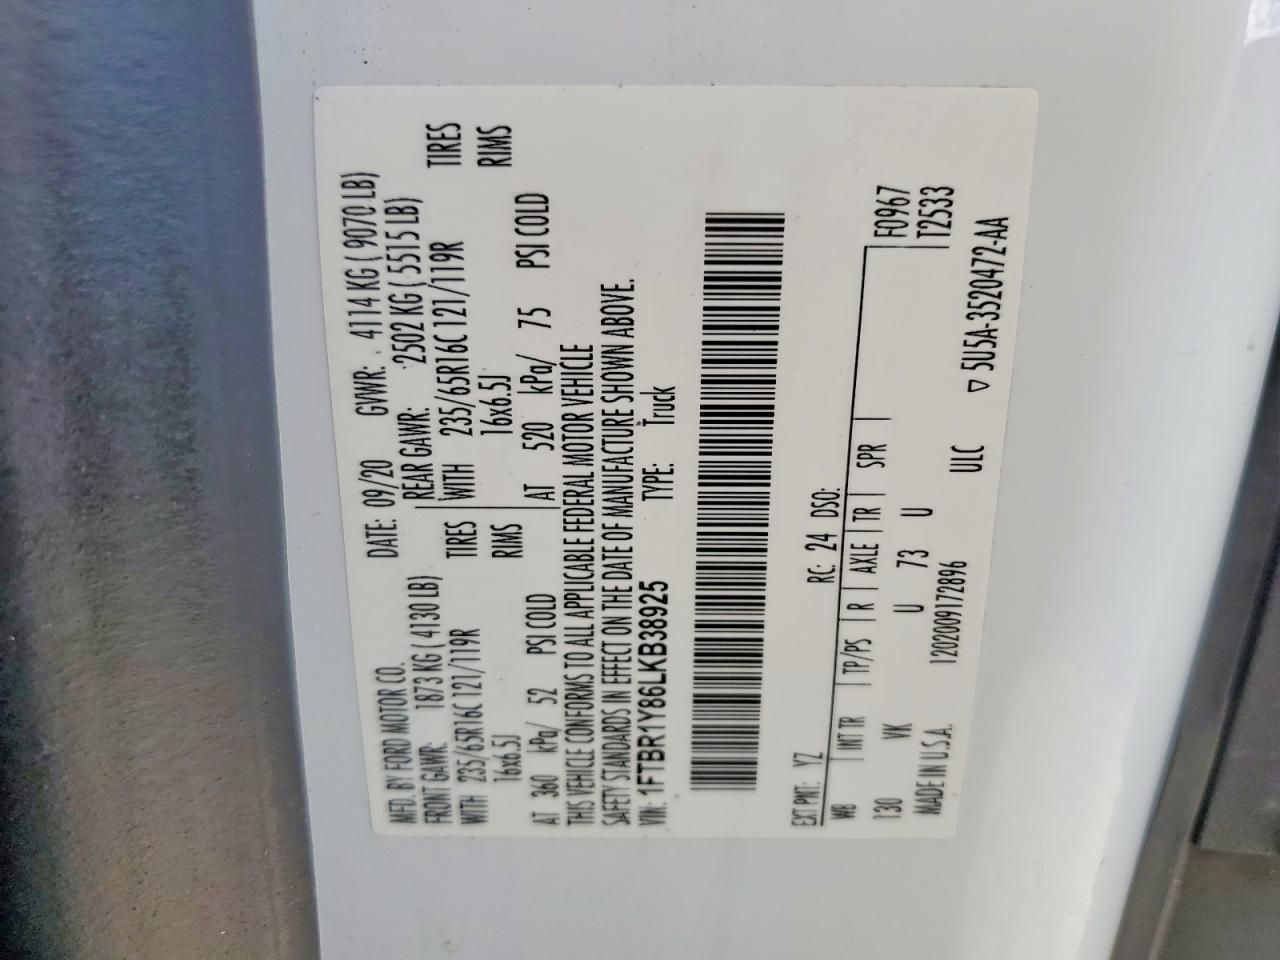 MFD. BY FORD MOTOR CO.
DATE: 09/20 GVWR: 4114 KG ( 9070 LB)
FRONT GAWR: 1873 KG ( 4130 LB)
REAR GAWR: 2502 KG ( 5515 LB)
WITH 235/65R16C 121/119R TIRES
WITH 235/65R16C 121/119R TIRES
16x6.5J RIMS
16x6.5J RIMS
AT 360 kPa/ 52 PSI COLD
AT 520 kPa/ 75 PSI COLD
THIS VEHICLE CONFORMS TO ALL APPLICABLE FEDERAL MOTOR VEHICLE
SAFETY STANDARDS IN EFFECT ON THE DATE OF MANUFACTURE SHOWN ABOVE.
VIN: 1FTBR1Y86LKB38925
TYPE: Truck
EXT PNT: YZ RC: 24 DSO:
F0967
WB INT TR TP/PS R AXLE TR SPR
T2533
130 VK U 73 U
MADE IN U.S.A. 1202009172896 ULC
▽ 5U5A-3520472-AA